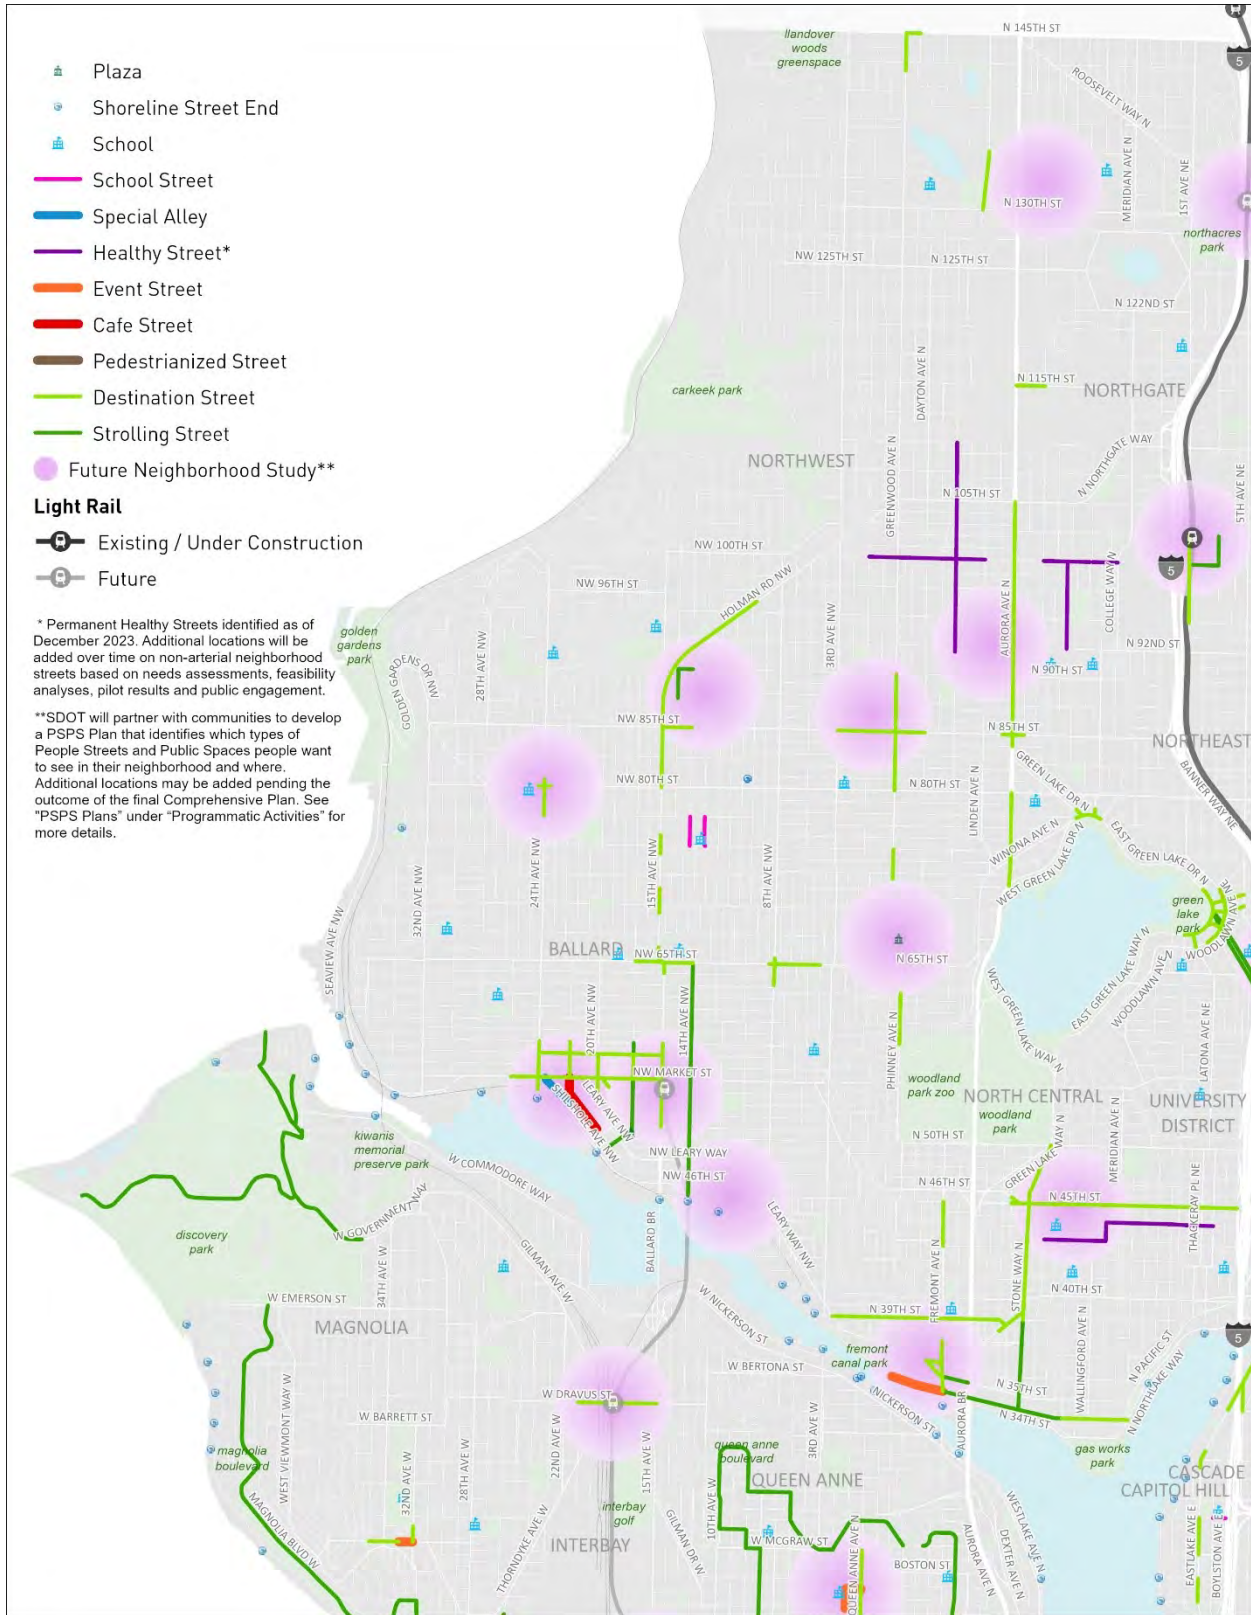 Plaza
Shoreline Street End
School
School Street
Special Alley
Healthy Street*
Event Street
Cafe Street
Pedestrianized Street
Destination Street
Strolling Street
Future Neighborhood Study**
Light Rail
Existing / Under Construction
Future
* Permanent Healthy Streets identified as of
December 2023. Additional locations will be
added over time on non-arterial neighborhood
streets based on needs assessments, feasibility
analyses, pilot results and public engagement.
**SDOT will partner with communities to develop
a PSPS Plan that identifies which types of
People Streets and Public Spaces people want
to see in their neighborhood and where.
Additional locations may be added pending the
outcome of the final Comprehensive Plan. See
"PSPS Plans" under “Programmatic Activities” for
more details.
llandover
woods
greenspace
N 145TH ST
5
ROOSEVELT WAY N
MERIDIAN AVE N
1ST AVE NE
N 130TH ST
northacres
park
NW 125TH ST
N 125TH ST
N 122ND ST
DAYTON AVE N
N 115TH ST
NORTHGATE
carkeek park
NORTHWEST
GREENWOOD AVE N
N NORTHGATE WAY
N 105TH ST
5TH AVE NE
NW 100TH ST
NW 96TH ST
HOLMAN RD NW
5
COLLEGE WAY N
AURORA AVE N
3RD AVE NW
N 92ND ST
N 90TH ST
golden
gardens
park
GOLDEN GARDENS DR NW
28TH AVE NW
NW 85TH ST
N 85TH ST
NORTHEAST
NW 80TH ST
N 80TH ST
GREEN LAKE DR N
BANNER WAY NE
LINDEN AVE N
WINONA AVE N
WEST GREEN LAKE DR N
EAST GREEN LAKE DR N
24TH AVE NW
15TH AVE NW
8TH AVE NW
32ND AVE NW
SEAVIEW AVE NW
green
lake
park
WOODLAWN AVE NE
BALLARD
NW 65TH ST
N 65TH ST
EAST GREEN LAKE WAY N
WOODLAWN AVE N
WEST GREEN LAKE WAY N
20TH AVE NW
14TH AVE NW
PHINNEY AVE N
LATONA AVE NE
NW MARKET ST
LEARY AVE NW
SHILSHOLE AVE NW
woodland
park zoo
NORTH CENTRAL
woodland
park
UNIVERSITY
DISTRICT
kiwanis
memorial
preserve park
N 50TH ST
GREEN LAKE WAY N
MERIDIAN AVE N
W COMMODORE WAY
NW LEARY WAY
NW 46TH ST
N 46TH ST
N 45TH ST
THACKERAY PL NE
W GOVERNMENT WAY
discovery
park
GILMAN AVE W
BALLARD BR
LEARY WAY NW
34TH AVE W
FREMONT AVE N
STONE WAY N
N 40TH ST
W EMERSON ST
MAGNOLIA
W NICKERSON ST
N 39TH ST
fremont
canal park
WALLINGFORD AVE N
N PACIFIC ST
N NORTHLAKE WAY
5
W BERTONA ST
W DRAVUS ST
NICKERSON ST
N 35TH ST
N 34TH ST
AURORA BR
W BARRETT ST
WEST VIEWMONT WAY W
22ND AVE W
15TH AVE W
3RD AVE W
magnolia
boulevard
32ND AVE W
28TH AVE W
queen anne
boulevard
QUEEN ANNE
gas works
park
CASCADE
CAPITOL HILL
MAGNOLIA BLVD W
THORNDYKE AVE W
interbay
golf
INTERBAY
GILMAN DR W
10TH AVE W
W MCGRAW ST
QUEEN ANNE AVE N
BOSTON ST
AURORA AVE N
DEXTER AVE N
WESTLAKE AVE N
EASTLAKE AVE E
BOYLSTON AVE E